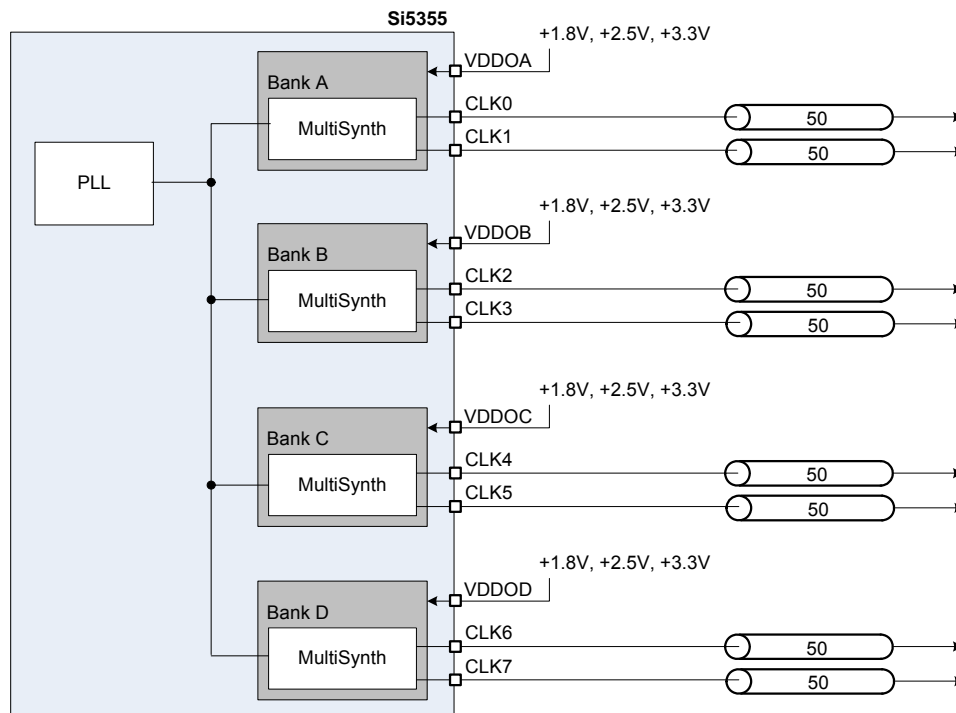 Si5355
+1.8V, +2.5V, +3.3V
VDDOA
Bank A
CLK0
MultiSynth
50
CLK1
50
PLL
+1.8V, +2.5V, +3.3V
VDDOB
Bank B
CLK2
MultiSynth
50
CLK3
50
+1.8V, +2.5V, +3.3V
VDDOC
Bank C
CLK4
MultiSynth
50
CLK5
50
+1.8V, +2.5V, +3.3V
VDDOD
Bank D
CLK6
MultiSynth
50
CLK7
50